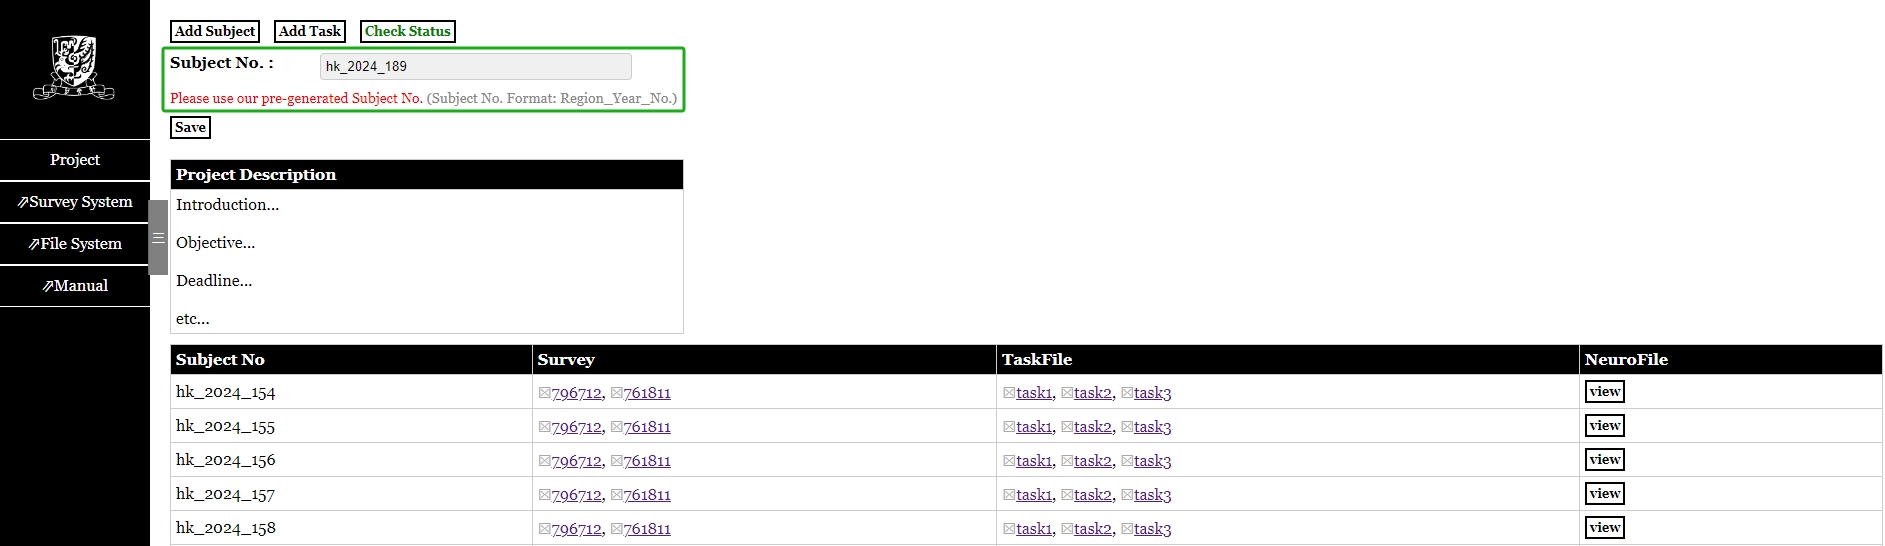 Add Subject Add Task Check Status
Subject No. : hk_2024_189
Please use our pre-generated Subject No. (Subject No. Format: Region_Year_No.)
Save
Project
⇗Survey System
⇗File System
⇗Manual
Project Description
Introduction...
Objective...
Deadline...
etc...
Subject No Survey TaskFile NeuroFile
hk_2024_154 ☒796712, ☒761811 ☒task1, ☒task2, ☒task3 view
hk_2024_155 ☒796712, ☒761811 ☒task1, ☒task2, ☒task3 view
hk_2024_156 ☒796712, ☒761811 ☒task1, ☒task2, ☒task3 view
hk_2024_157 ☒796712, ☒761811 ☒task1, ☒task2, ☒task3 view
hk_2024_158 ☒796712, ☒761811 ☒task1, ☒task2, ☒task3 view